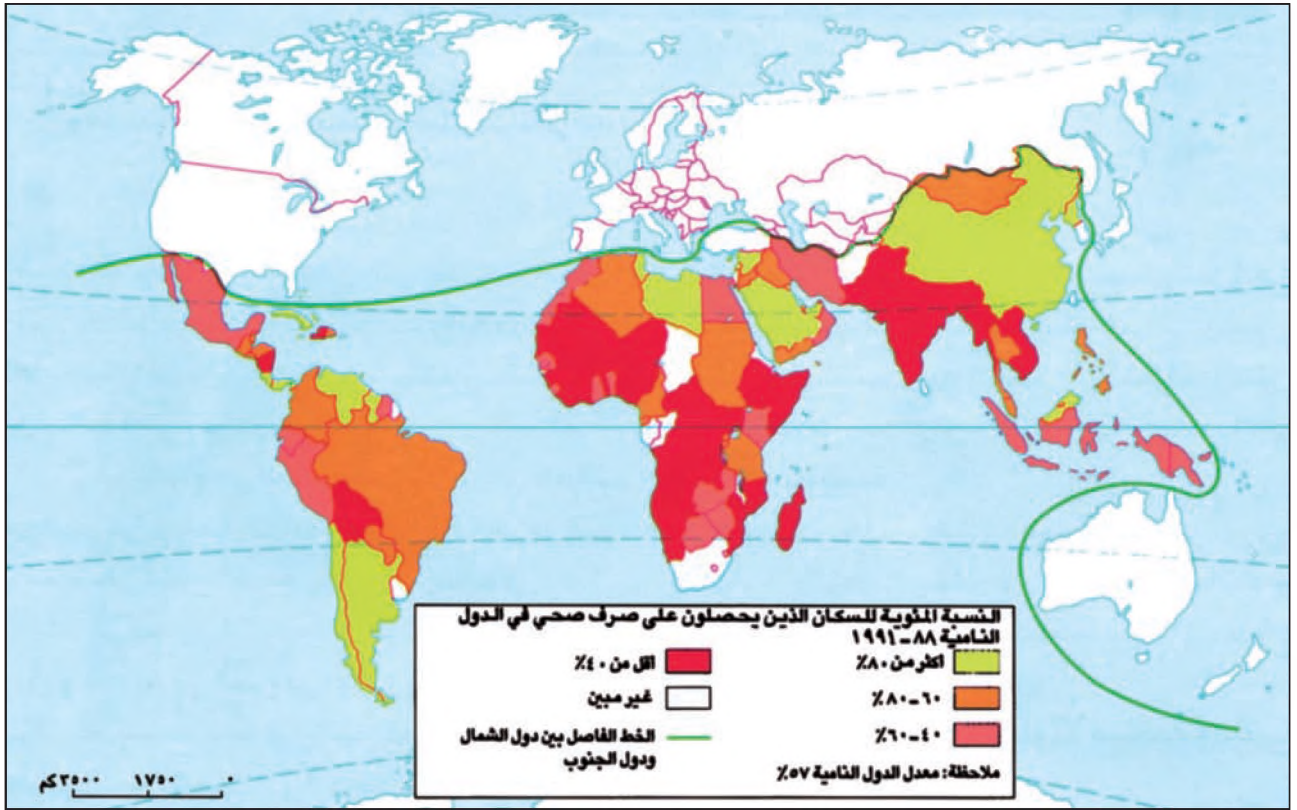 النسبة المئوية للسكان الذين يحصلون على صرف صحي في الدول
النامية ٨٨-١٩٩١
أكثر من ٨٠٪
٦٠-٨٠٪
٤٠-٦٠٪
ملاحظة: معدل الدول النامية ٥٧٪
أقل من ٤٠٪
غير مبين
الخط الفاصل بين دول الشمال
ودول الجنوب
٠ ١٧٥٠ ٣٥٠٠ كم